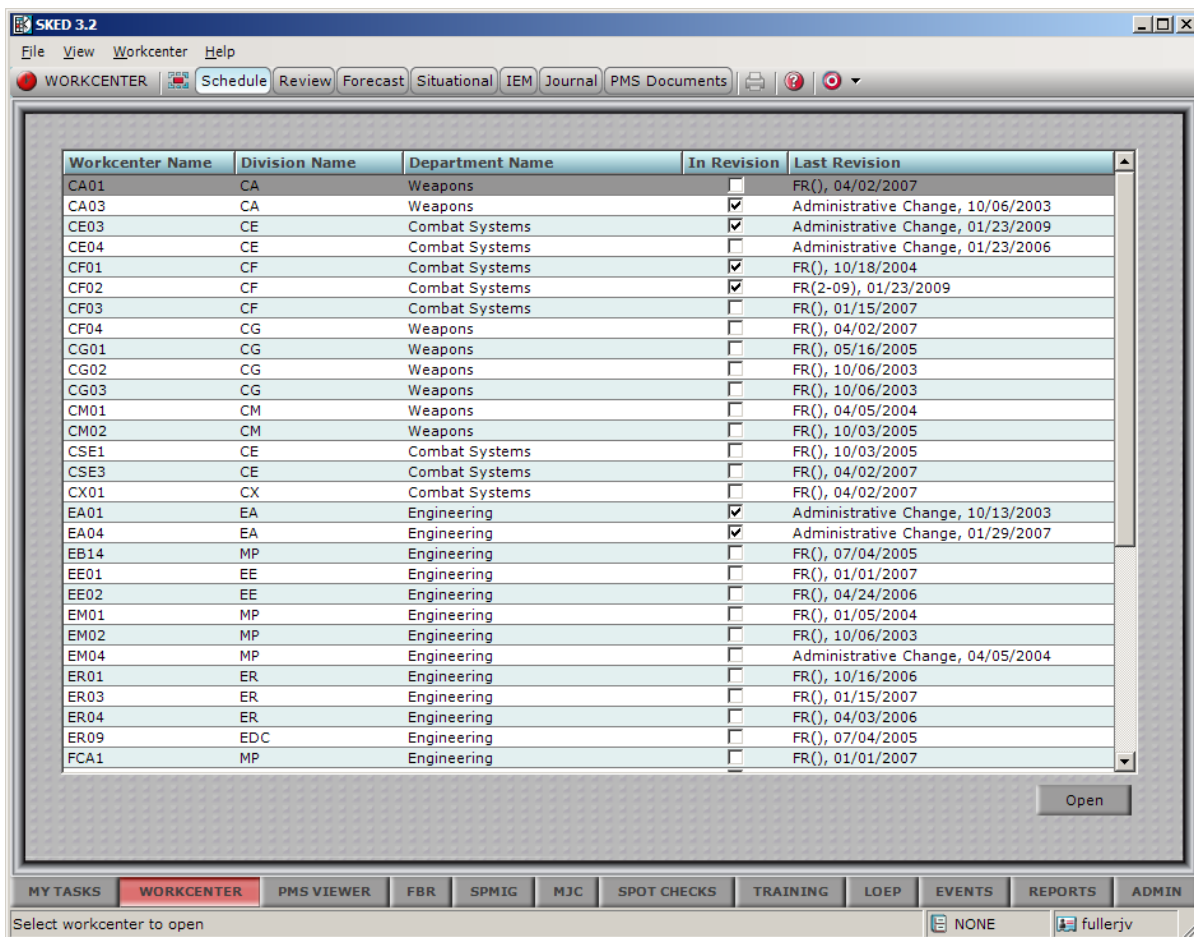 SKED 3.2
File View Workcenter Help
WORKCENTER Schedule Review Forecast Situational IEM Journal PMS Documents
Workcenter Name Division Name Department Name In Revision Last Revision
CA01 CA Weapons FR(), 04/02/2007
CA03 CA Weapons Administrative Change, 10/06/2003
CE03 CE Combat Systems Administrative Change, 01/23/2009
CE04 CE Combat Systems Administrative Change, 01/23/2006
CF01 CF Combat Systems FR(), 10/18/2004
CF02 CF Combat Systems FR(2-09), 01/23/2009
CF03 CF Combat Systems FR(), 01/15/2007
CF04 CG Weapons FR(), 04/02/2007
CG01 CG Weapons FR(), 05/16/2005
CG02 CG Weapons FR(), 10/06/2003
CG03 CG Weapons FR(), 10/06/2003
CM01 CM Weapons FR(), 04/05/2004
CM02 CM Weapons FR(), 10/03/2005
CSE1 CE Combat Systems FR(), 10/03/2005
CSE3 CE Combat Systems FR(), 04/02/2007
CX01 CX Combat Systems FR(), 04/02/2007
EA01 EA Engineering Administrative Change, 10/13/2003
EA04 EA Engineering Administrative Change, 01/29/2007
EB14 MP Engineering FR(), 07/04/2005
EE01 EE Engineering FR(), 01/01/2007
EE02 EE Engineering FR(), 04/24/2006
EM01 MP Engineering FR(), 01/05/2004
EM02 MP Engineering FR(), 10/06/2003
EM04 MP Engineering Administrative Change, 04/05/2004
ER01 ER Engineering FR(), 10/16/2006
ER03 ER Engineering FR(), 01/15/2007
ER04 ER Engineering FR(), 04/03/2006
ER09 EDC Engineering FR(), 07/04/2005
FCA1 MP Engineering FR(), 01/01/2007
Open
MY TASKS WORKCENTER PMS VIEWER FBR SPMIG MJC SPOT CHECKS TRAINING LOEP EVENTS REPORTS ADMIN
Select workcenter to open NONE fullerjv